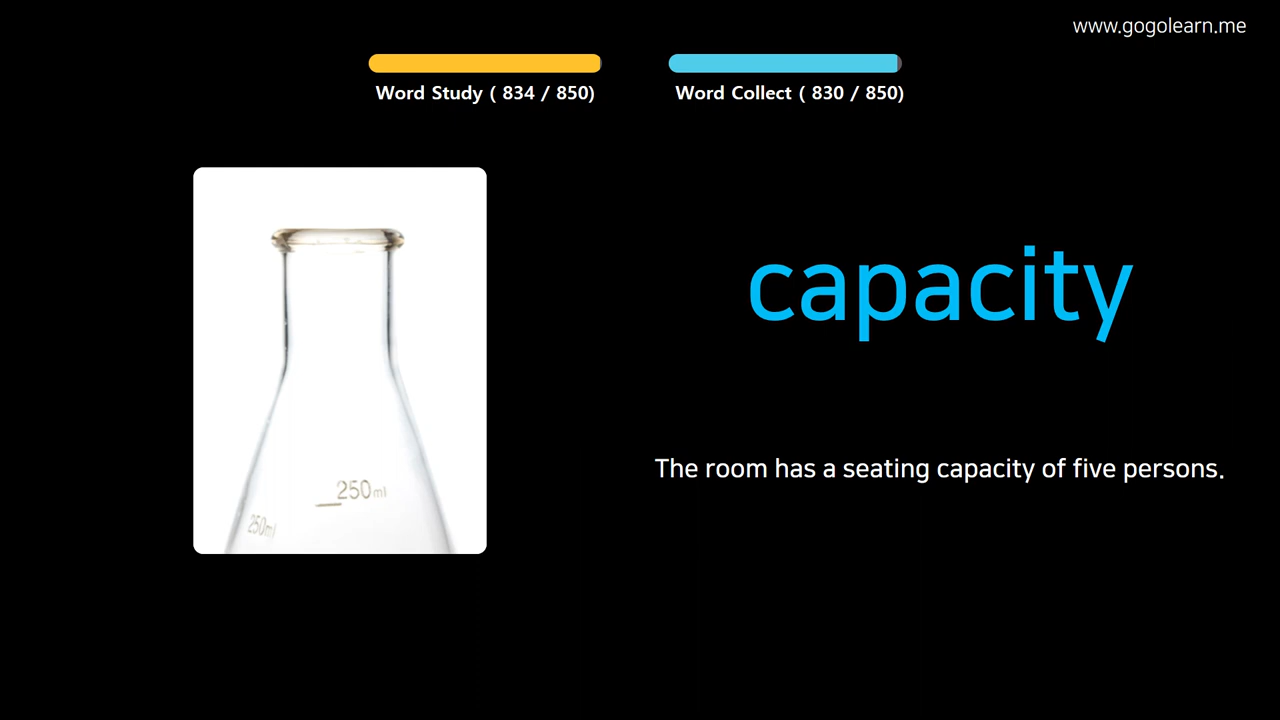 www.gogolearn.me
Word Study ( 834 / 850)
Word Collect ( 830 / 850)
capacity
250ml
250ml
The room has a seating capacity of five persons.